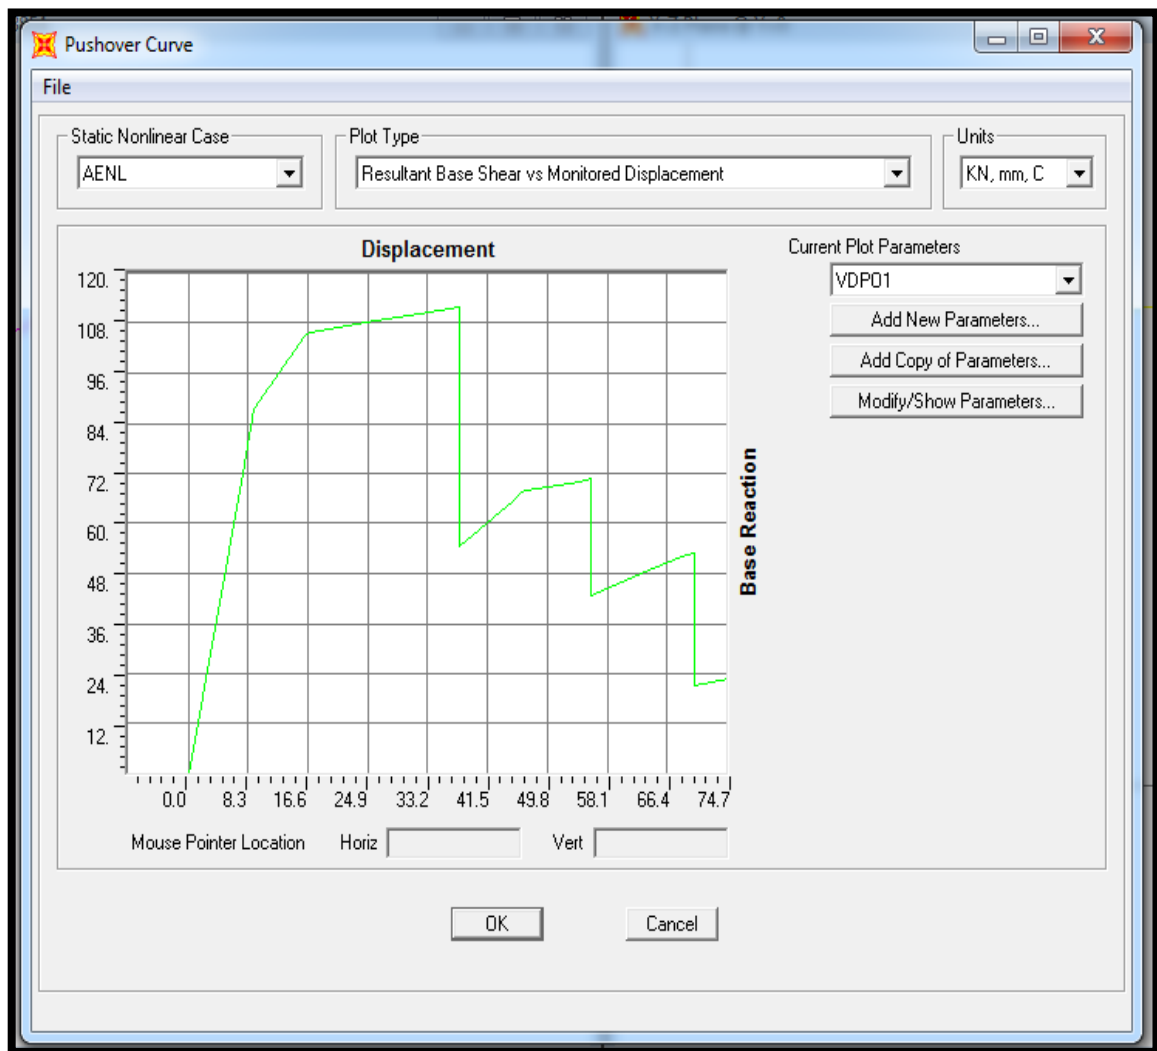 Pushover Curve
File
Static Nonlinear Case
Plot Type
Units
AENL
Resultant Base Shear vs Monitored Displacement
KN, mm, C
Displacement
Current Plot Parameters
VDPO1
Add New Parameters...
Add Copy of Parameters...
Modify/Show Parameters...
120.
108.
96.
84.
72.
60.
48.
36.
24.
12.
Base Reaction
0.0 8.3 16.6 24.9 33.2 41.5 49.8 58.1 66.4 74.7
Mouse Pointer Location Horiz Vert
OK Cancel